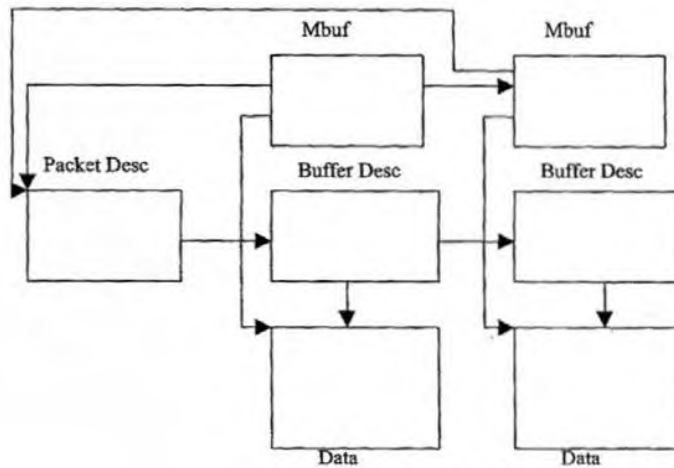 Mbuf
Mbuf
Packet Desc
Buffer Desc
Buffer Desc
Data
Data